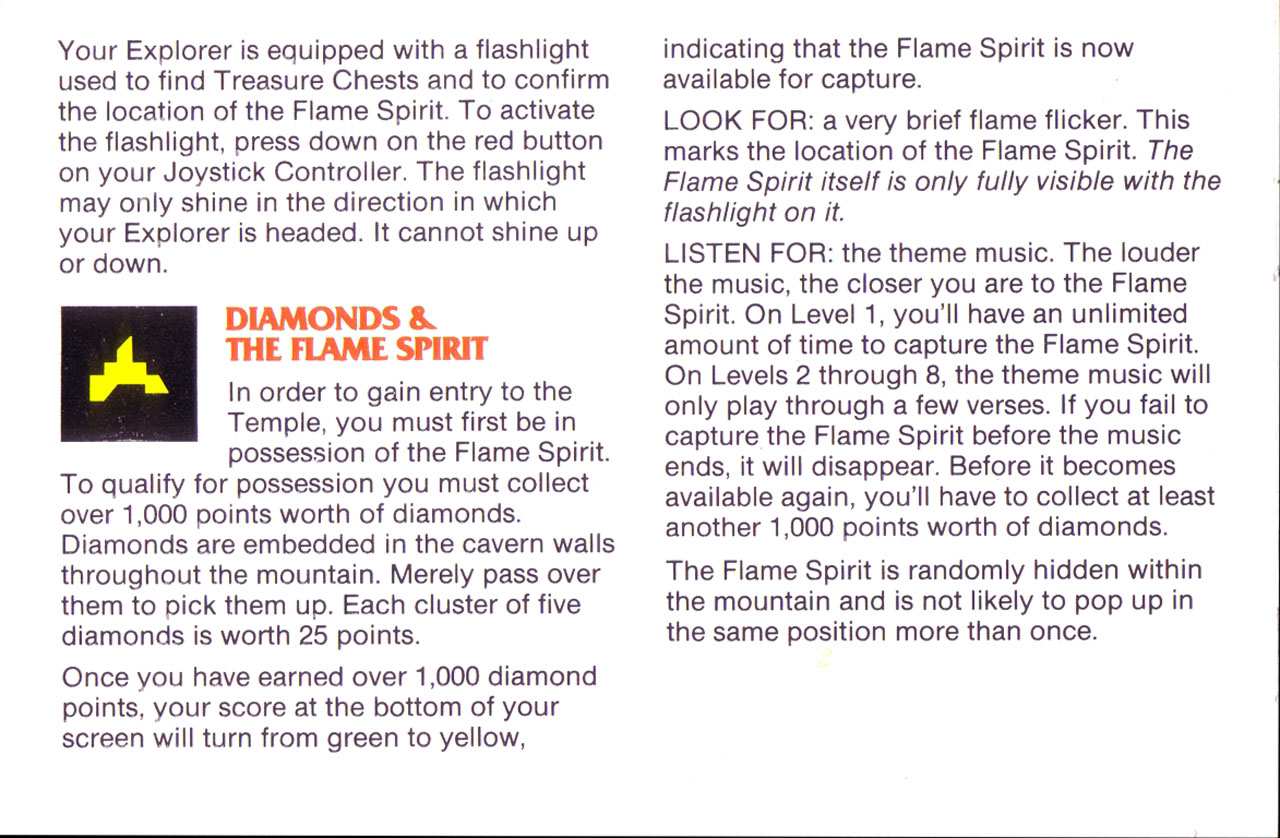 Your Explorer is equipped with a flashlight
used to find Treasure Chests and to confirm
the location of the Flame Spirit. To activate
the flashlight, press down on the red button
on your Joystick Controller. The flashlight
may only shine in the direction in which
your Explorer is headed. It cannot shine up
or down.
DIAMONDS &
THE FLAME SPIRIT
In order to gain entry to the
Temple, you must first be in
possession of the Flame Spirit.
To qualify for possession you must collect
over 1,000 points worth of diamonds.
Diamonds are embedded in the cavern walls
throughout the mountain. Merely pass over
them to pick them up. Each cluster of five
diamonds is worth 25 points.
Once you have earned over 1,000 diamond
points, your score at the bottom of your
screen will turn from green to yellow,
indicating that the Flame Spirit is now
available for capture.
LOOK FOR: a very brief flame flicker. This
marks the location of the Flame Spirit. The
Flame Spirit itself is only fully visible with the
flashlight on it.
LISTEN FOR: the theme music. The louder
the music, the closer you are to the Flame
Spirit. On Level 1, you'll have an unlimited
amount of time to capture the Flame Spirit.
On Levels 2 through 8, the theme music will
only play through a few verses. If you fail to
capture the Flame Spirit before the music
ends, it will disappear. Before it becomes
available again, you'll have to collect at least
another 1,000 points worth of diamonds.
The Flame Spirit is randomly hidden within
the mountain and is not likely to pop up in
the same position more than once.